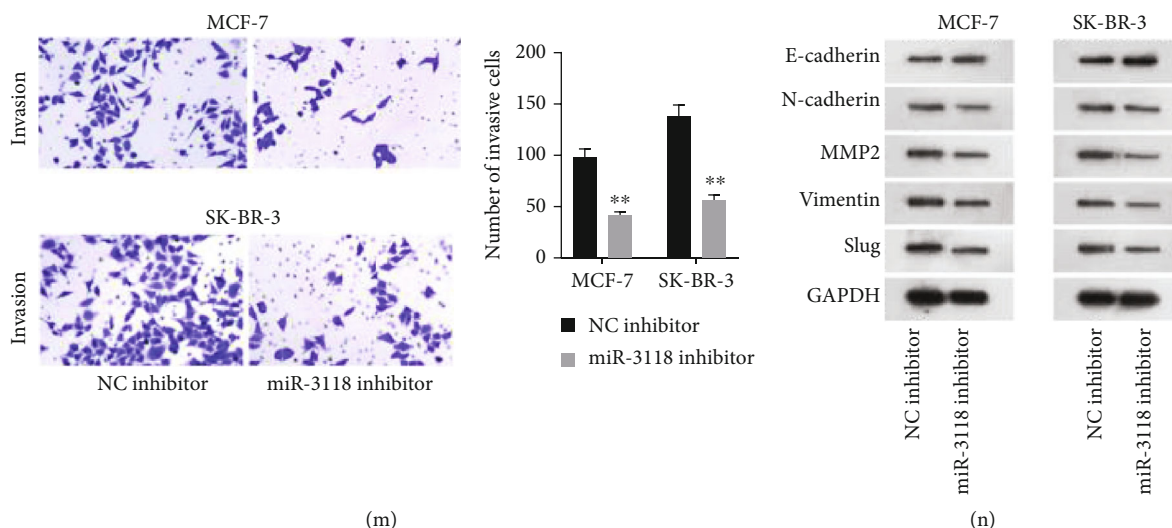 MCF-7
Invasion
SK-BR-3
Invasion
NC inhibitor miR-3118 inhibitor
200
150
100
50
0
Number of invasive cells
**
**
MCF-7 SK-BR-3
NC inhibitor
miR-3118 inhibitor
(m)
MCF-7 SK-BR-3
E-cadherin
N-cadherin
MMP2
Vimentin
Slug
GAPDH
NC inhibitor
miR-3118 inhibitor
NC inhibitor
miR-3118 inhibitor
(n)